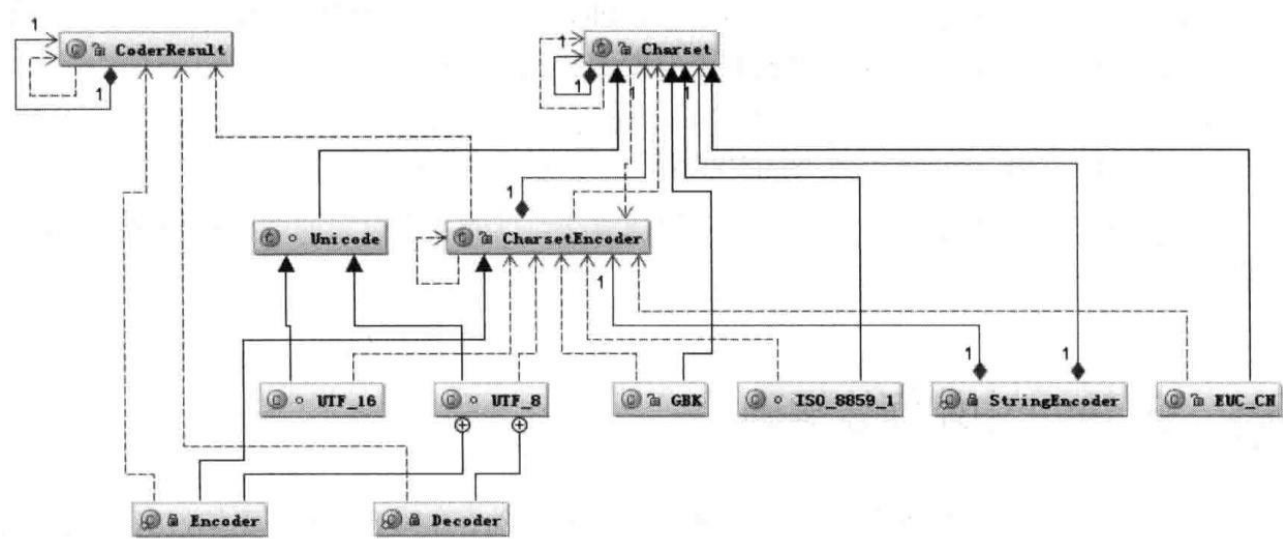 1
CoderResult
1
1
Charset
1
1
1
1
Unicode
CharsetEncoder
1
1
1
UTF_16
UTF_8
GBK
ISO_8859_1
StringEncoder
EUC_CN
Encoder
Decoder